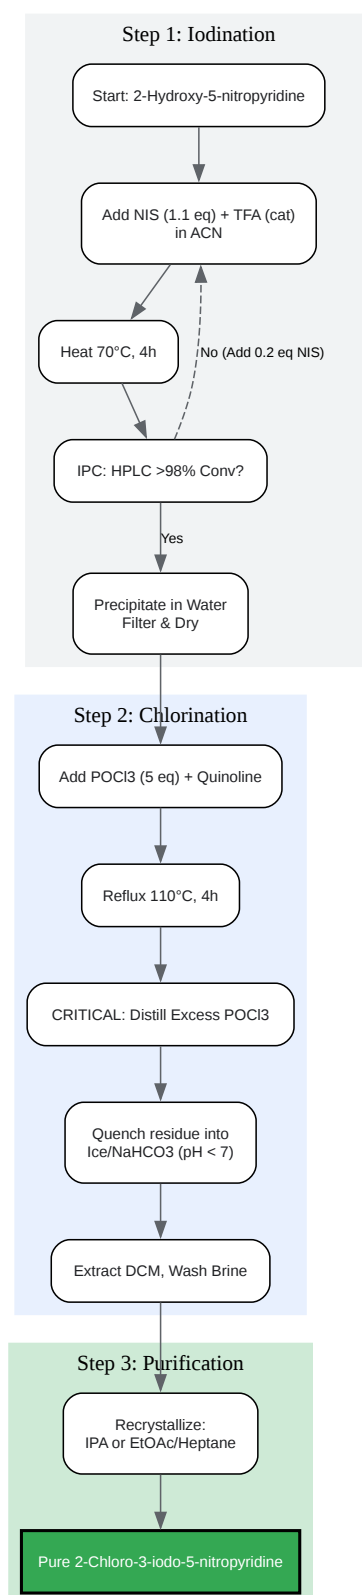 Step 1: Iodination
Start: 2-Hydroxy-5-nitropyridine
Add NIS (1.1 eq) + TFA (cat)
in ACN
Heat 70°C, 4h
No (Add 0.2 eq NIS)
IPC: HPLC >98% Conv?
Yes
Precipitate in Water
Filter & Dry
Step 2: Chlorination
Add POCl3 (5 eq) + Quinoline
Reflux 110°C, 4h
CRITICAL: Distill Excess POCl3
Quench residue into
Ice/NaHCO3 (pH < 7)
Extract DCM, Wash Brine
Step 3: Purification
Recrystallize:
IPA or EtOAc/Heptane
Pure 2-Chloro-3-iodo-5-nitropyridine